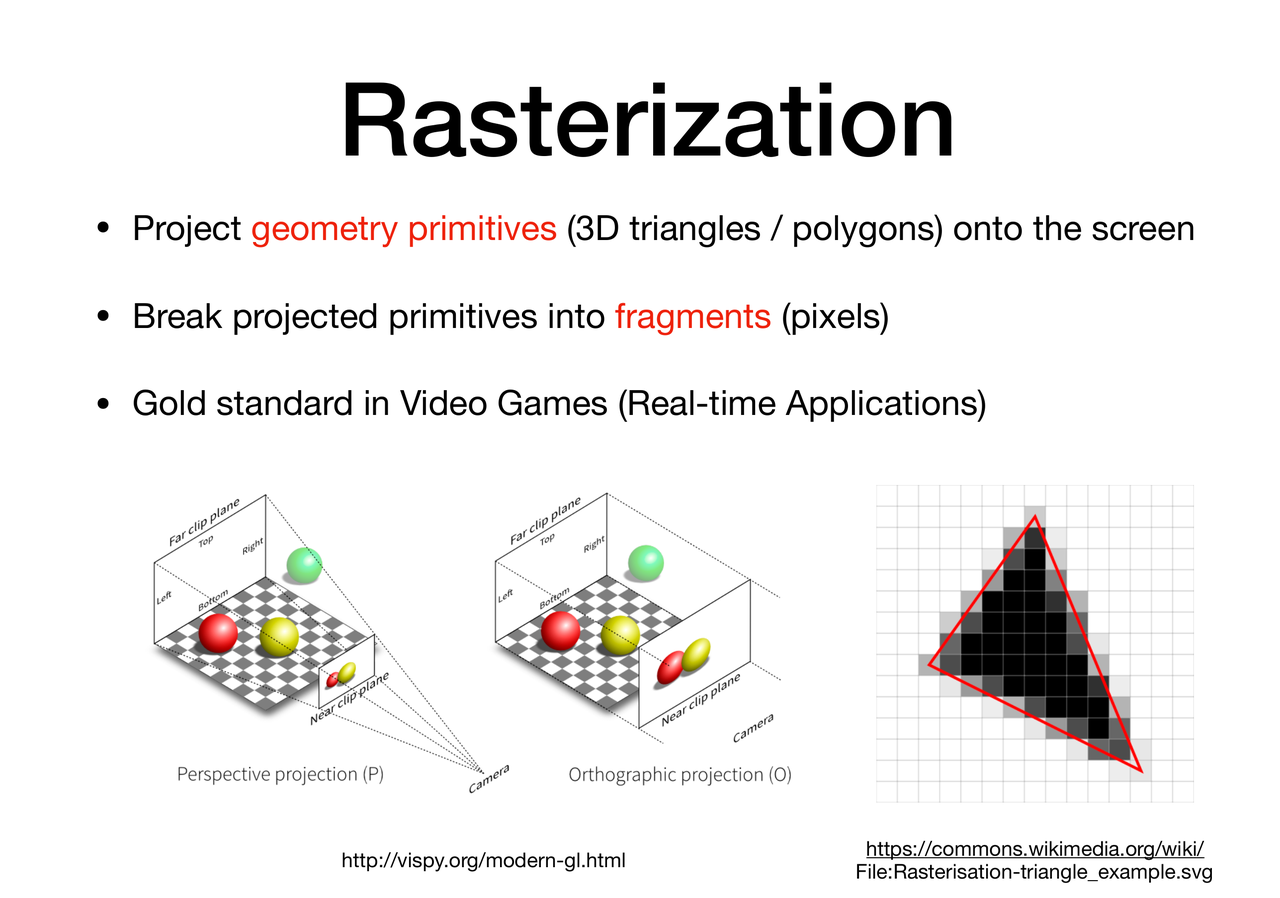 Rasterization
• Project geometry primitives (3D triangles / polygons) onto the screen
• Break projected primitives into fragments (pixels)
• Gold standard in Video Games (Real-time Applications)
Far clip plane
Top
Right
Left
Bottom
Near clip plane
Camera
Perspective projection (P)
Far clip plane
Top
Right
Left
Bottom
Near clip plane
Camera
Orthographic projection (O)
http://vispy.org/modern-gl.html
https://commons.wikimedia.org/wiki/
File:Rasterisation-triangle_example.svg